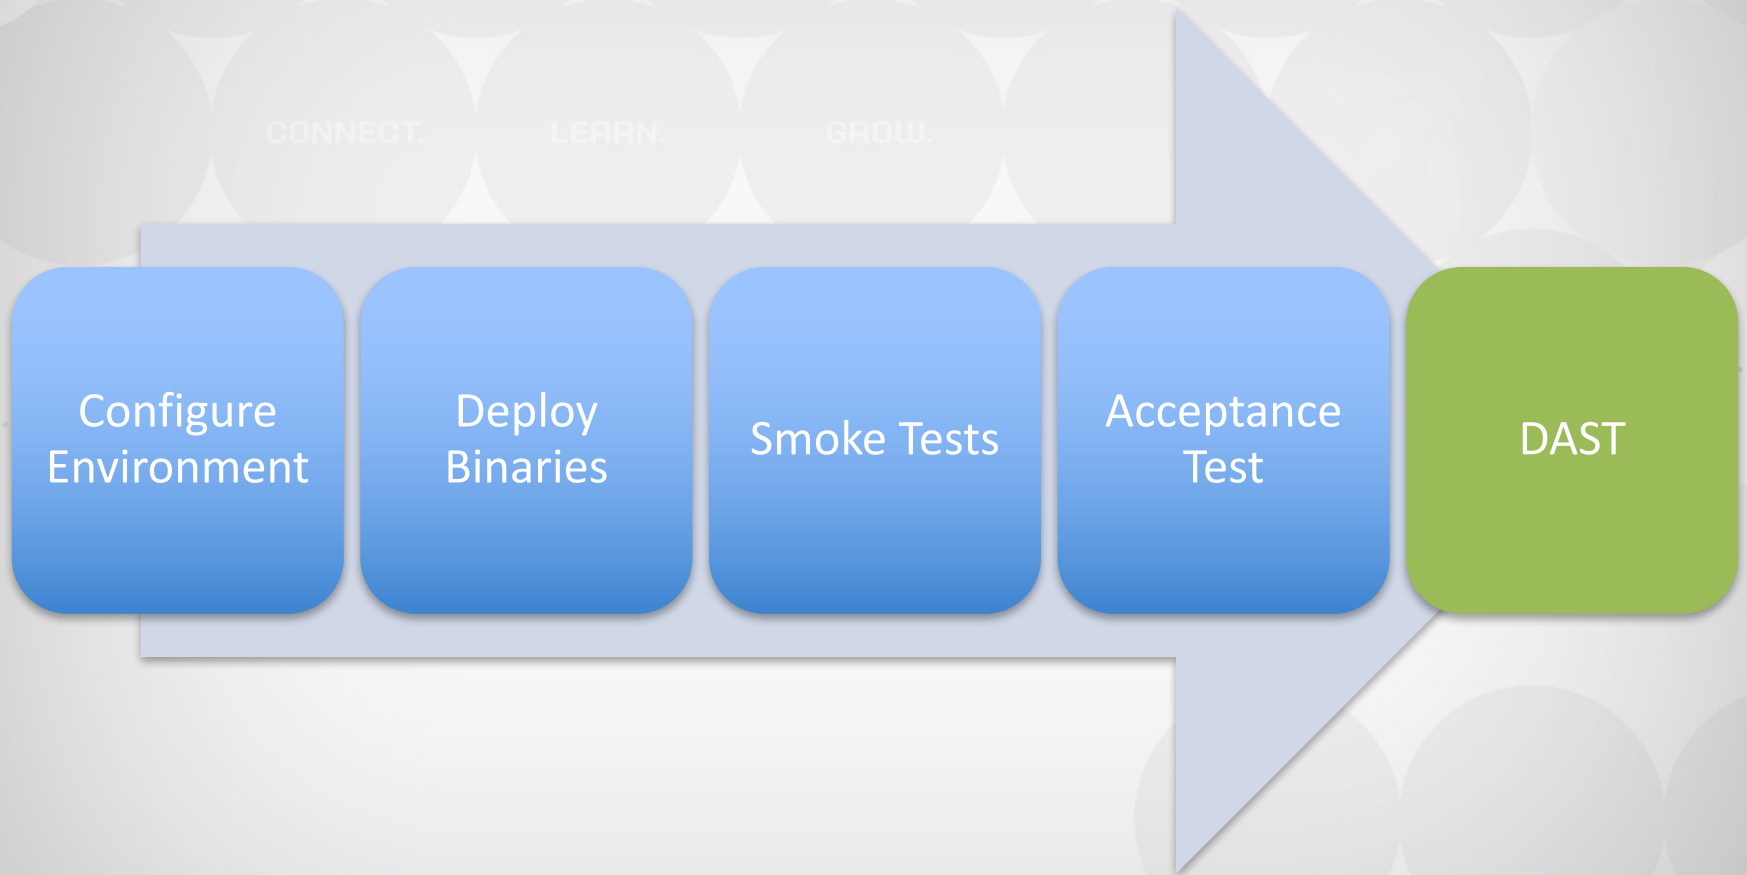 CONNECT. LEARN. GROW.
Configure
Environment
Deploy
Binaries
Smoke Tests
Acceptance
Test
DAST